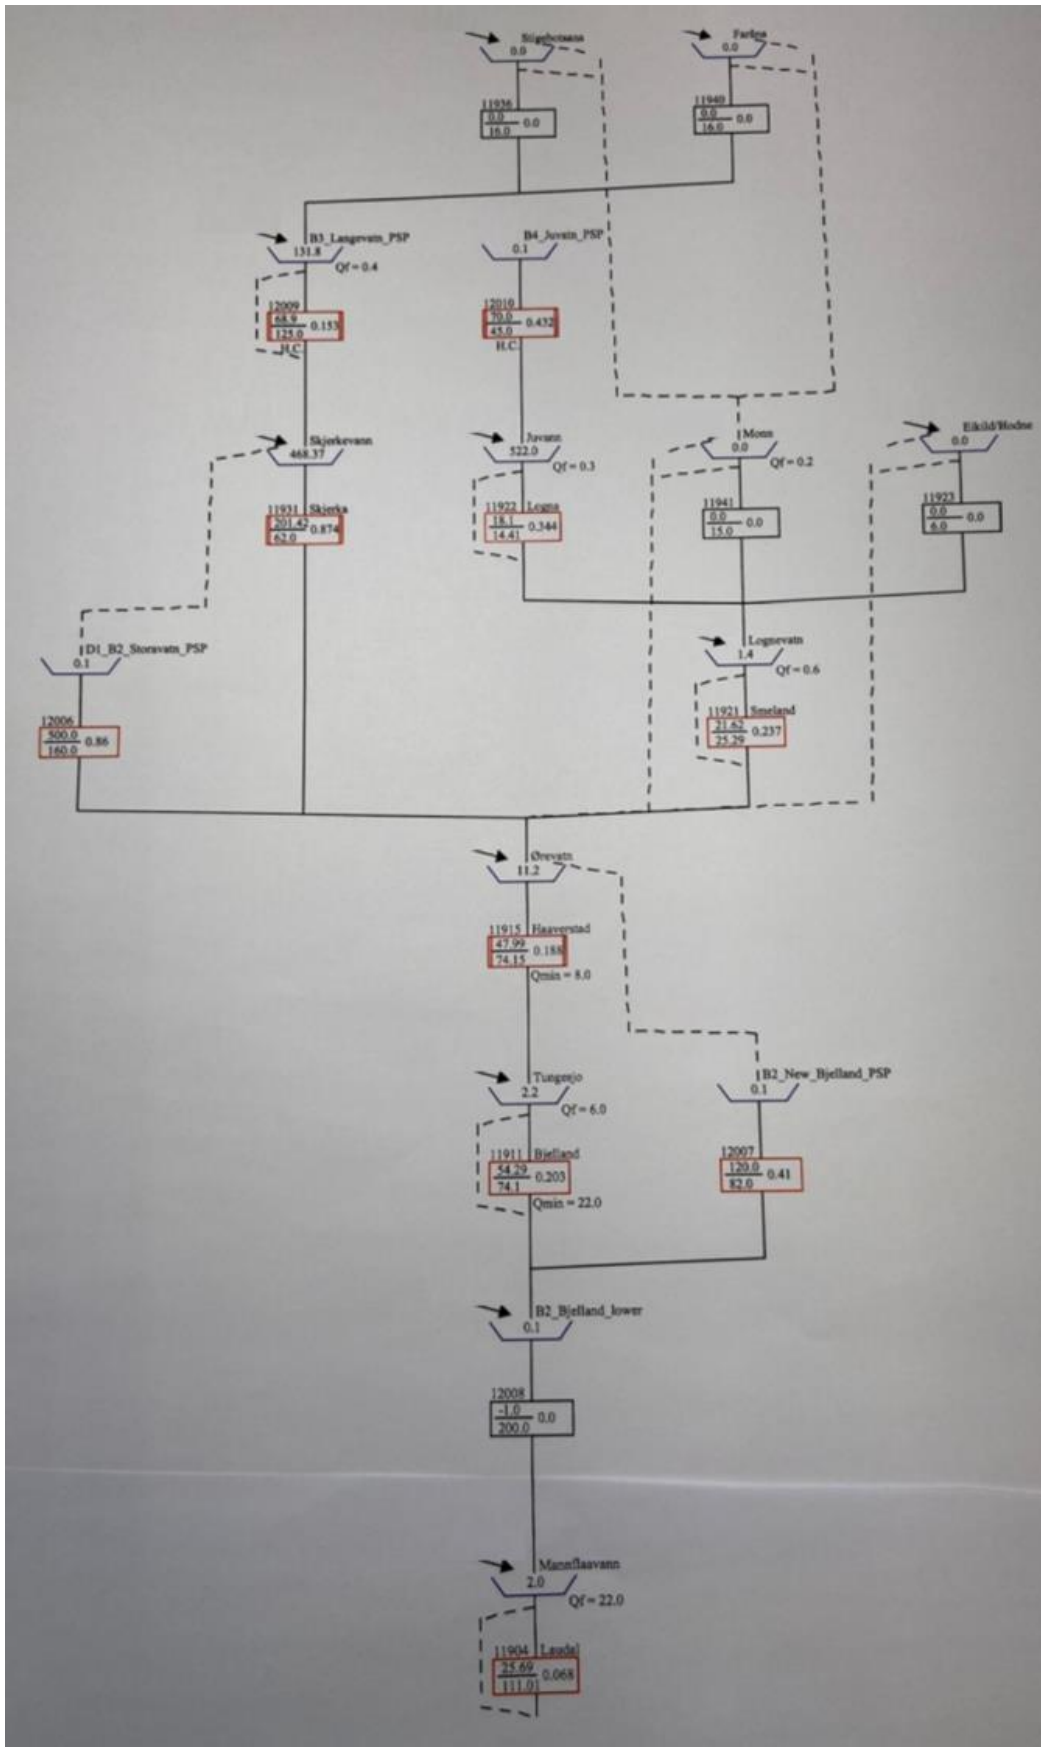 Stigebotsans
0.0
Faråna
0.0
11936
0.0
16.0
0.0
11940
0.0
16.0
0.0
B3_Langevatn_PSP
131.8
Qf = 0.4
B4_Juvatn_PSP
0.1
12009
68.9
125.0
0.153
H.C.
12010
70.0
45.0
0.432
H.C.
Skjerkevann
468.37
Juvann
522.0
Qf = 0.3
Monn
0.0
Qf = 0.2
Eikild/Hodne
0.0
11931 Skjerka
201.42
62.0
0.874
11922 Logna
18.1
14.41
0.344
11941
0.0
15.0
0.0
11923
0.0
6.0
0.0
D1_B2_Storavatn_PSP
0.1
Lognevatn
1.4
Qf = 0.6
12006
500.0
160.0
0.86
11921 Smeland
21.62
25.29
0.237
Ørevatn
11.2
11915 Haaverstad
47.99
74.15
0.188
Qmin = 8.0
Tungesjo
2.2
Qf = 6.0
B2_New_Bjelland_PSP
0.1
11911 Bjelland
54.29
74.1
0.203
Qmin = 22.0
12007
120.0
82.0
0.41
B2_Bjelland_lower
0.1
12008
-1.0
200.0
0.0
Mannflaavann
2.0
Qf = 22.0
11904 Laudal
25.69
111.01
0.068